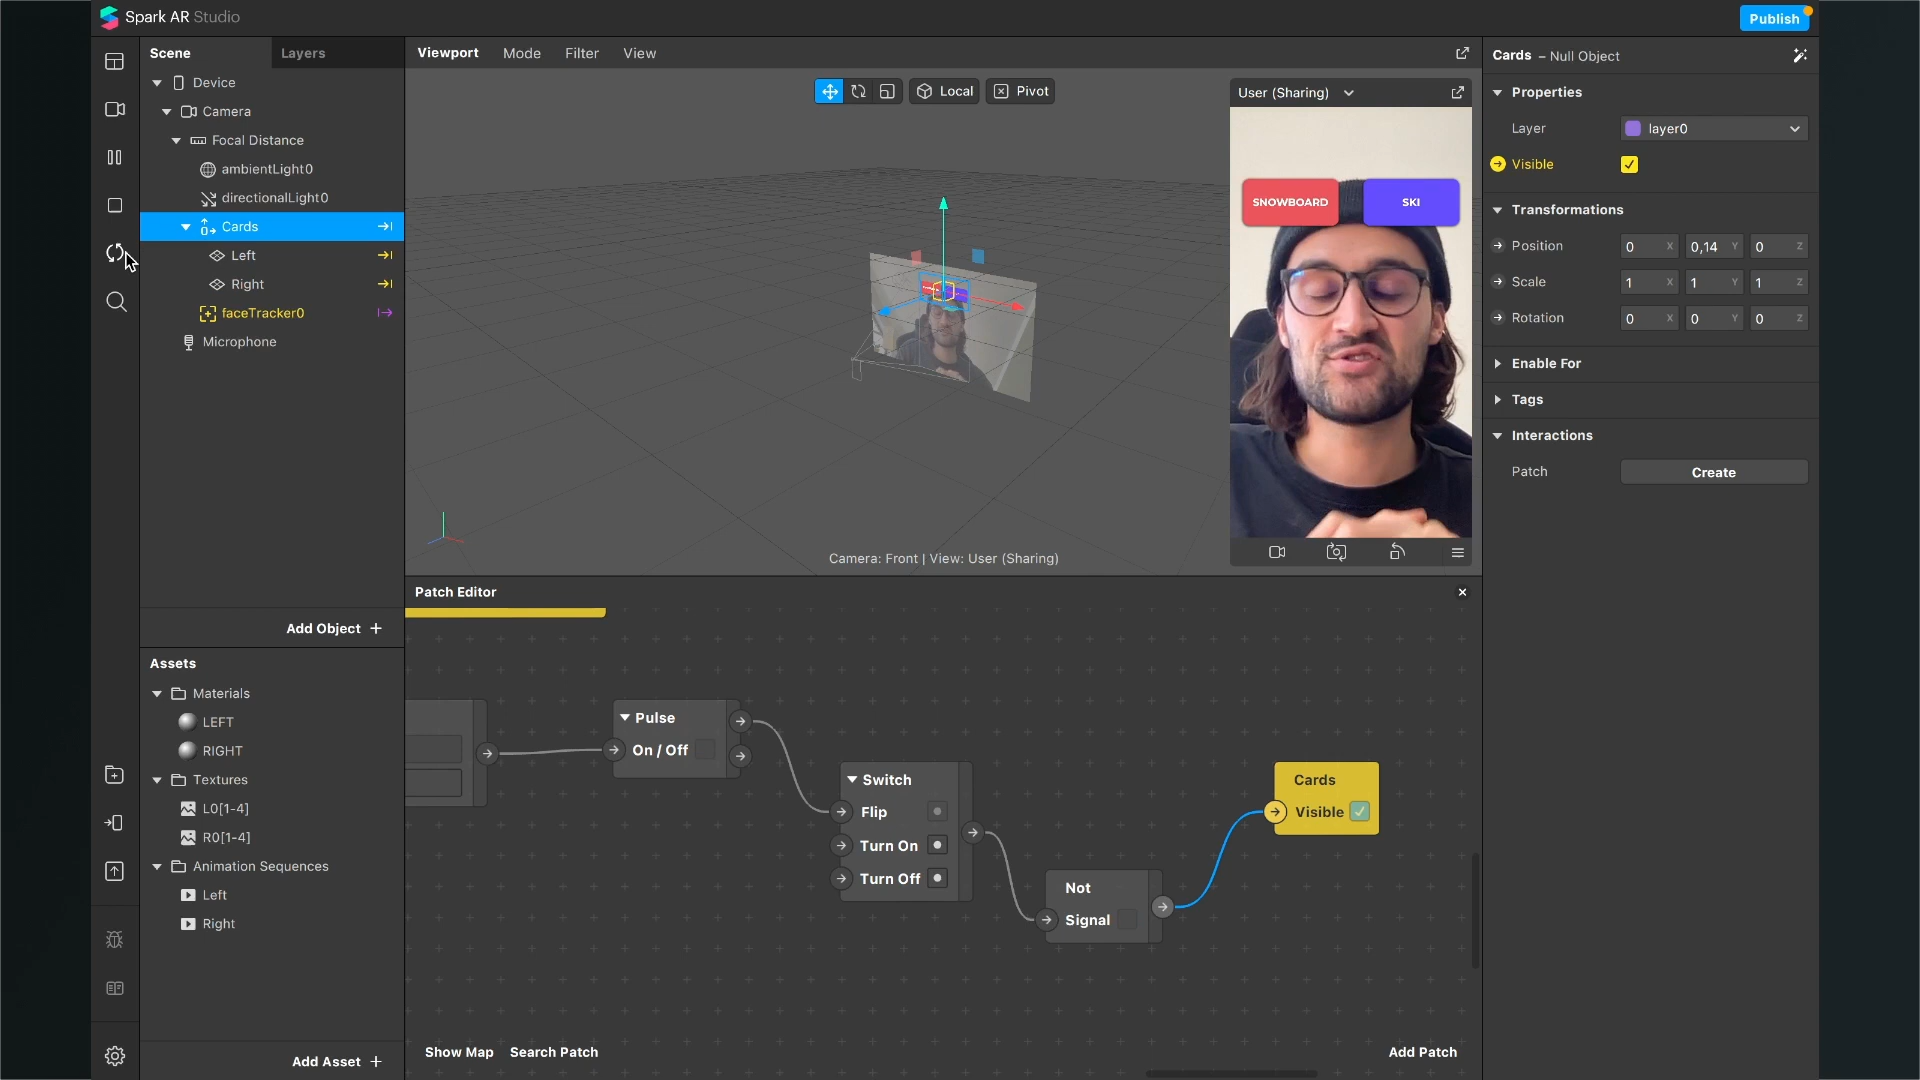 Spark AR Studio
Publish
Scene
Layers
Device
Camera
Focal Distance
ambientLight0
directionalLight0
Cards
Left
Right
faceTracker0
Microphone
Add Object +
Assets
Materials
LEFT
RIGHT
Textures
L0[1-4]
R0[1-4]
Animation Sequences
Left
Right
Add Asset +
Viewport
Mode
Filter
View
Local
Pivot
User (Sharing)
SNOWBOARD
SKI
Camera: Front | View: User (Sharing)
Patch Editor
Pulse
On / Off
Switch
Flip
Turn On
Turn Off
Not
Signal
Cards
Visible
Show Map
Search Patch
Add Patch
Cards – Null Object
Properties
Layer
layer0
Visible
Transformations
Position 0 X 0,14 Y 0 Z
Scale 1 X 1 Y 1 Z
Rotation 0 X 0 Y 0 Z
Enable For
Tags
Interactions
Patch
Create